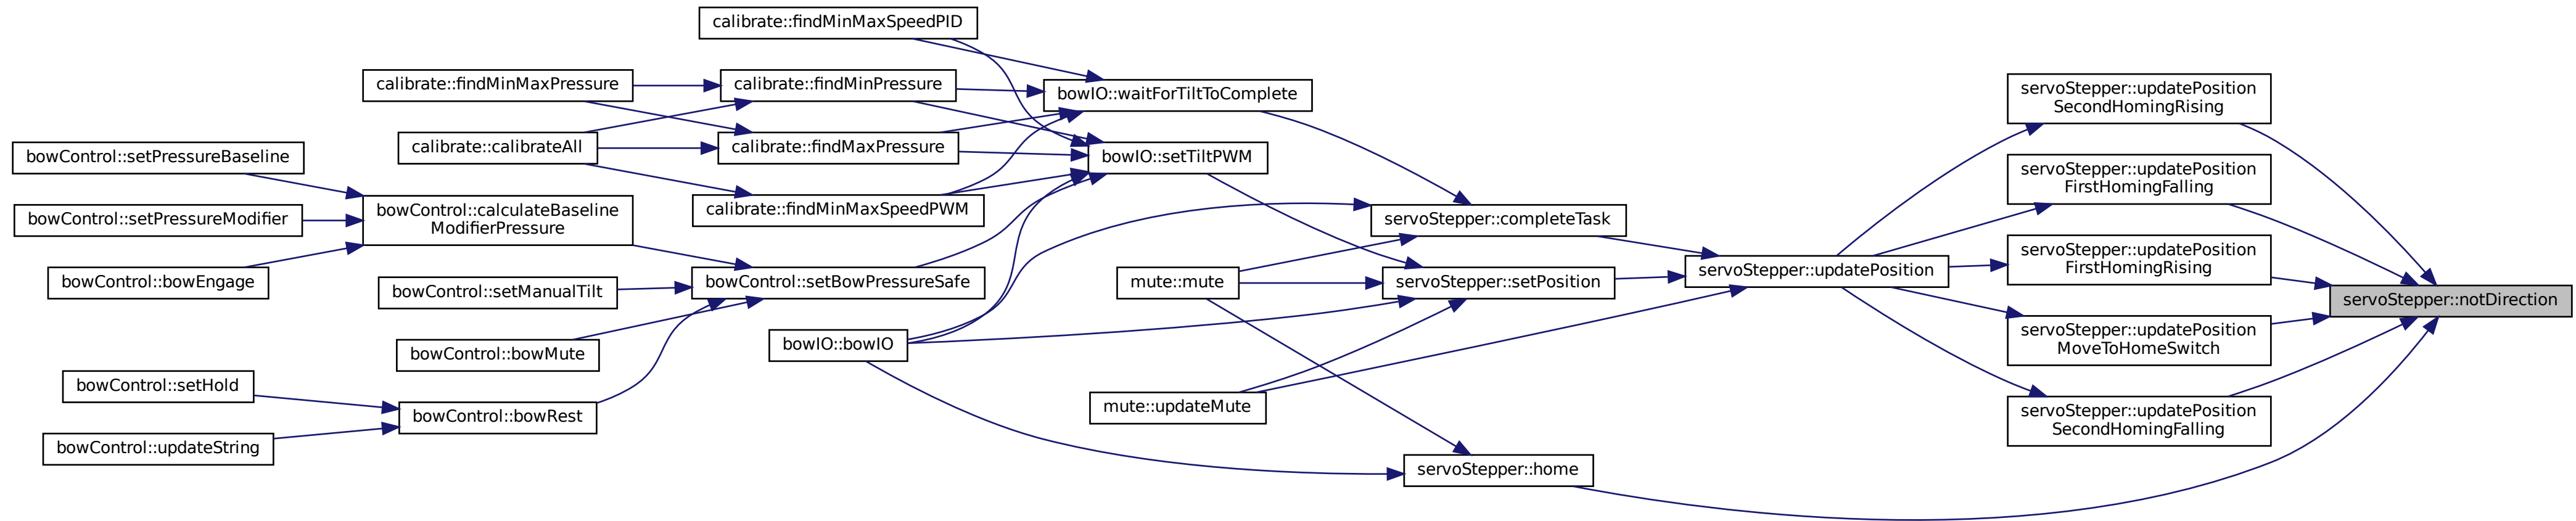 calibrate::findMinMaxSpeedPID
calibrate::findMinMaxPressure
calibrate::findMinPressure
bowIO::waitForTiltToComplete
servoStepper::updatePosition
SecondHomingRising
bowControl::setPressureBaseline
calibrate::calibrateAll
calibrate::findMaxPressure
bowIO::setTiltPWM
servoStepper::updatePosition
FirstHomingFalling
bowControl::setPressureModifier
bowControl::calculateBaseline
ModifierPressure
calibrate::findMinMaxSpeedPWM
servoStepper::completeTask
servoStepper::updatePosition
FirstHomingRising
bowControl::bowEngage
bowControl::setManualTilt
bowControl::setBowPressureSafe
mute::mute
servoStepper::setPosition
servoStepper::updatePosition
servoStepper::notDirection
bowControl::bowMute
bowIO::bowIO
servoStepper::updatePosition
MoveToHomeSwitch
bowControl::setHold
bowControl::bowRest
mute::updateMute
servoStepper::updatePosition
SecondHomingFalling
bowControl::updateString
servoStepper::home